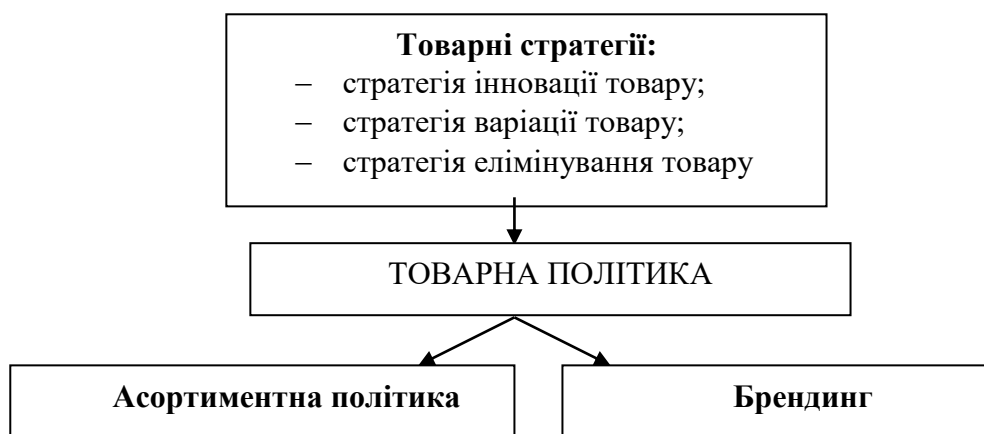 Товарні стратегії:
– стратегія інновації товару;
– стратегія варіації товару;
– стратегія елімінування товару
ТОВАРНА ПОЛІТИКА
Асортиментна політика
Брендинг